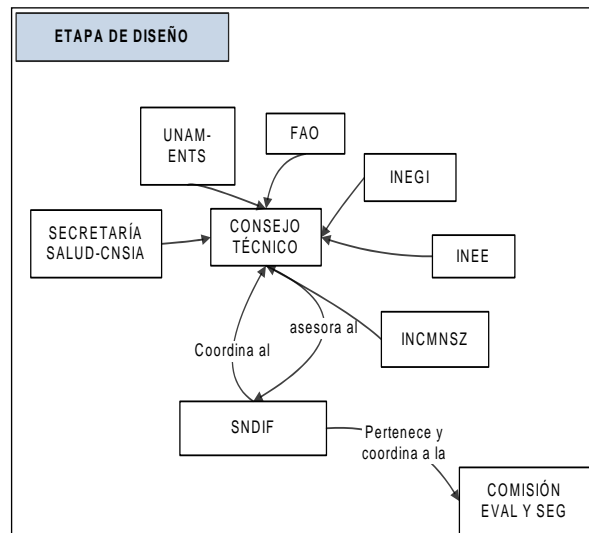 ETAPA DE DISEÑO
UNAM-
ENTS
FAO
INEGI
SECRETARÍA
SALUD-CNSIA
CONSEJO
TÉCNICO
INEE
Coordina al
asesora al
INCMNSZ
SNDIF
Pertenece y
coordina a la
COMISIÓN
EVAL Y SEG